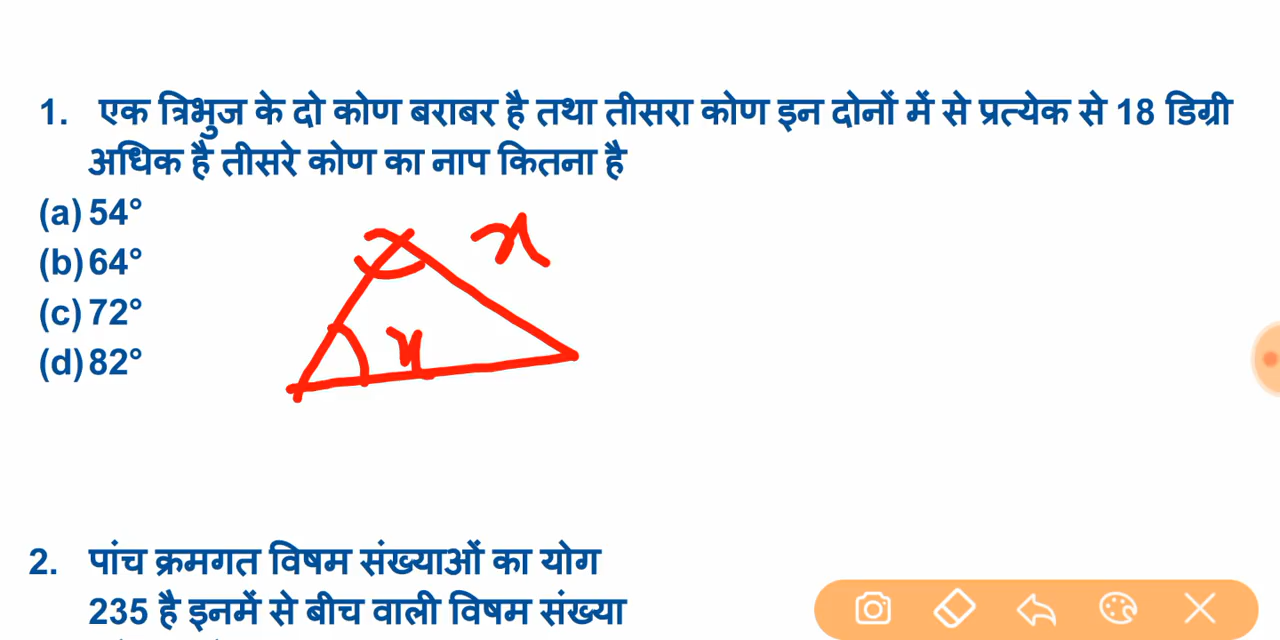 1. एक त्रिभुज के दो कोण बराबर है तथा तीसरा कोण इन दोनों में से प्रत्येक से 18 डिग्री
अधिक है तीसरे कोण का नाप कितना है
(a) 54°
(b) 64°
(c) 72°
(d) 82°
x
x
2. पांच क्रमगत विषम संख्याओं का योग
235 है इनमें से बीच वाली विषम संख्या